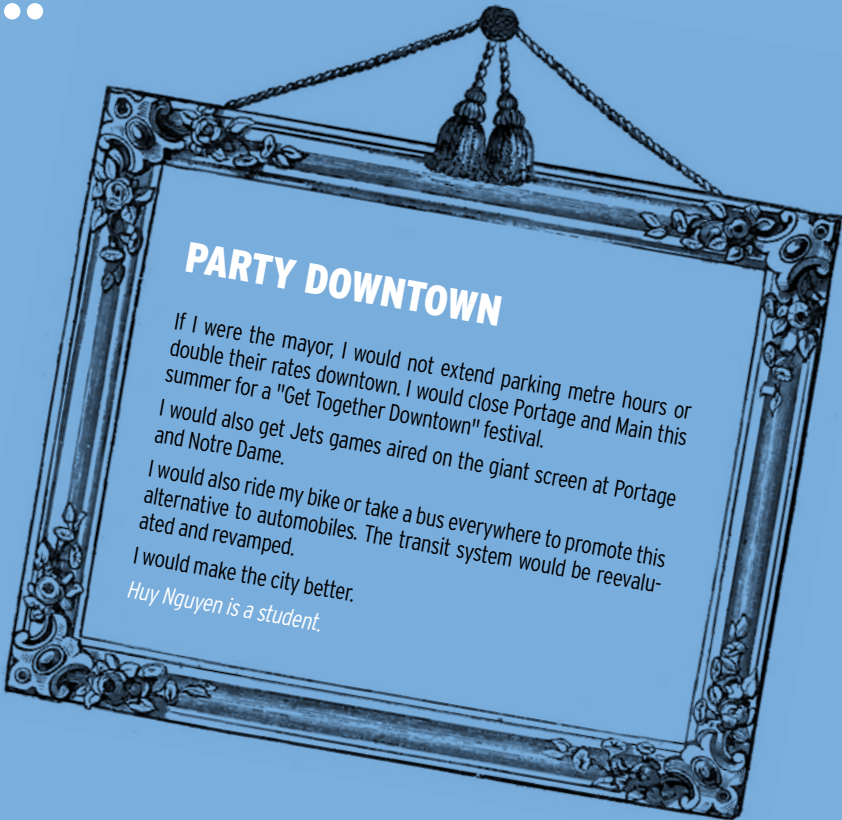 PARTY DOWNTOWN
If I were the mayor, I would not extend parking metre hours or
double their rates downtown. I would close Portage and Main this
summer for a "Get Together Downtown" festival.
I would also get Jets games aired on the giant screen at Portage
and Notre Dame.
I would also ride my bike or take a bus everywhere to promote this
alternative to automobiles. The transit system would be reevalu-
ated and revamped.
I would make the city better.
Huy Nguyen is a student.